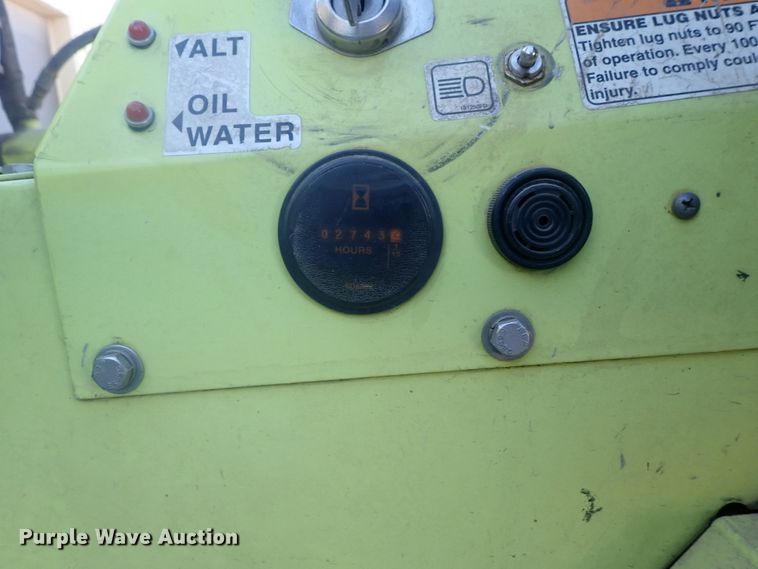 ALT
OIL
WATER
ENSURE LUG NUTS A
Tighten lug nuts to 90 F
of operation. Every 100
Failure to comply coul
injury.
02743
HOURS
Purple Wave Auction